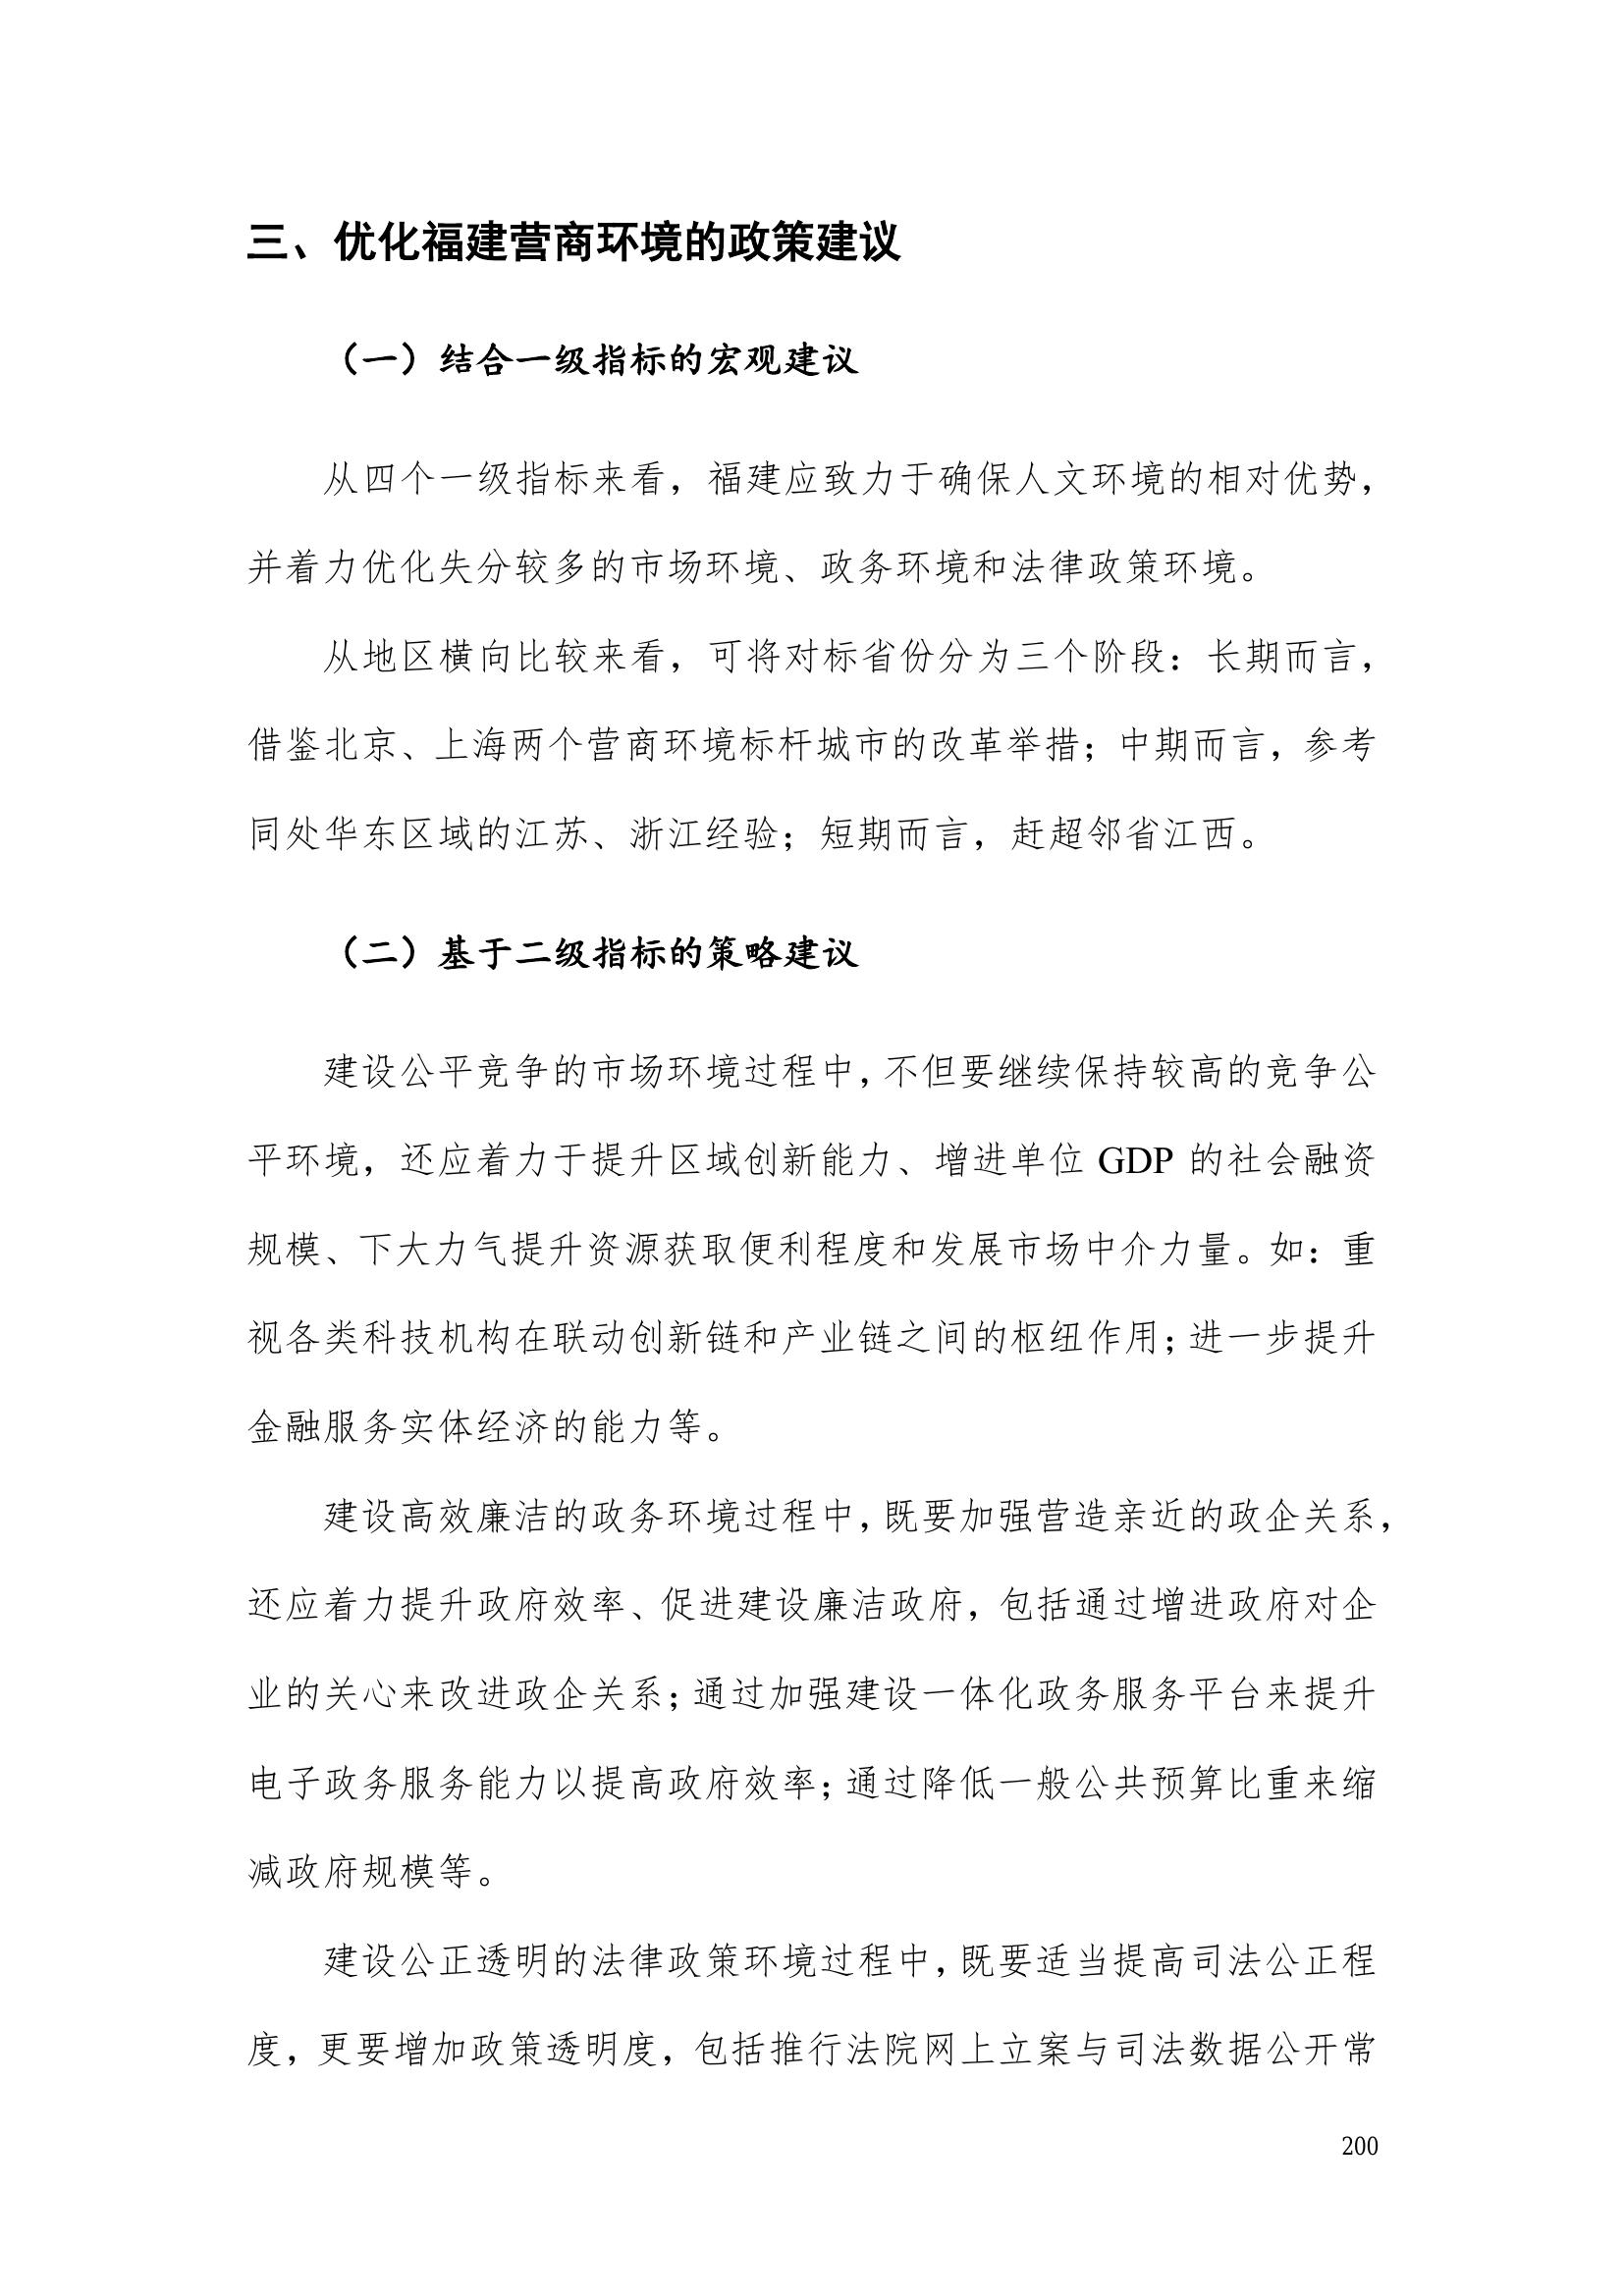 三、优化福建营商环境的政策建议
（一）结合一级指标的宏观建议
从四个一级指标来看，福建应致力于确保人文环境的相对优势，
并着力优化失分较多的市场环境、政务环境和法律政策环境。
从地区横向比较来看，可将对标省份分为三个阶段：长期而言，
借鉴北京、上海两个营商环境标杆城市的改革举措；中期而言，参考
同处华东区域的江苏、浙江经验；短期而言，赶超邻省江西。
（二）基于二级指标的策略建议
建设公平竞争的市场环境过程中，不但要继续保持较高的竞争公
平环境，还应着力于提升区域创新能力、增进单位 GDP 的社会融资
规模、下大力气提升资源获取便利程度和发展市场中介力量。如：重
视各类科技机构在联动创新链和产业链之间的枢纽作用；进一步提升
金融服务实体经济的能力等。
建设高效廉洁的政务环境过程中，既要加强营造亲近的政企关系，
还应着力提升政府效率、促进建设廉洁政府，包括通过增进政府对企
业的关心来改进政企关系；通过加强建设一体化政务服务平台来提升
电子政务服务能力以提高政府效率；通过降低一般公共预算比重来缩
减政府规模等。
建设公正透明的法律政策环境过程中，既要适当提高司法公正程
度，更要增加政策透明度，包括推行法院网上立案与司法数据公开常
200